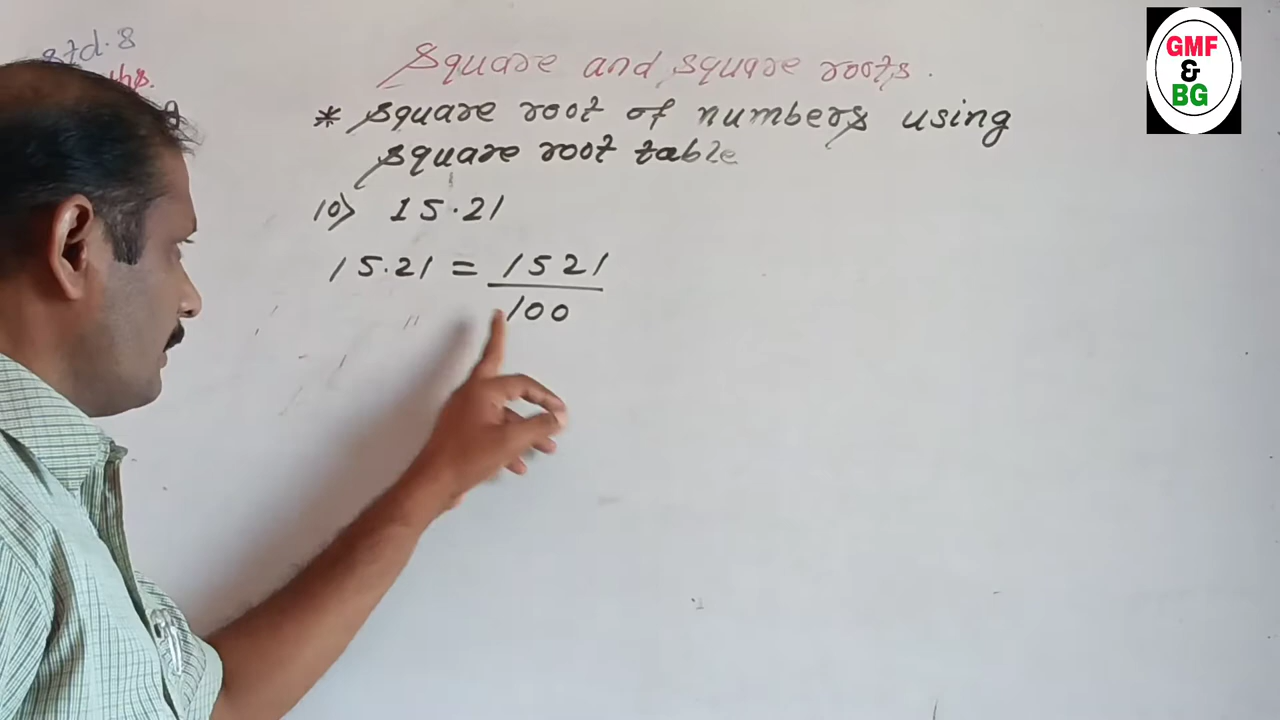 std.8
Square and square roots.
* square root of numbers using
square root table
10) 15.21
15.21 = 1521
100
GMF
&
BG